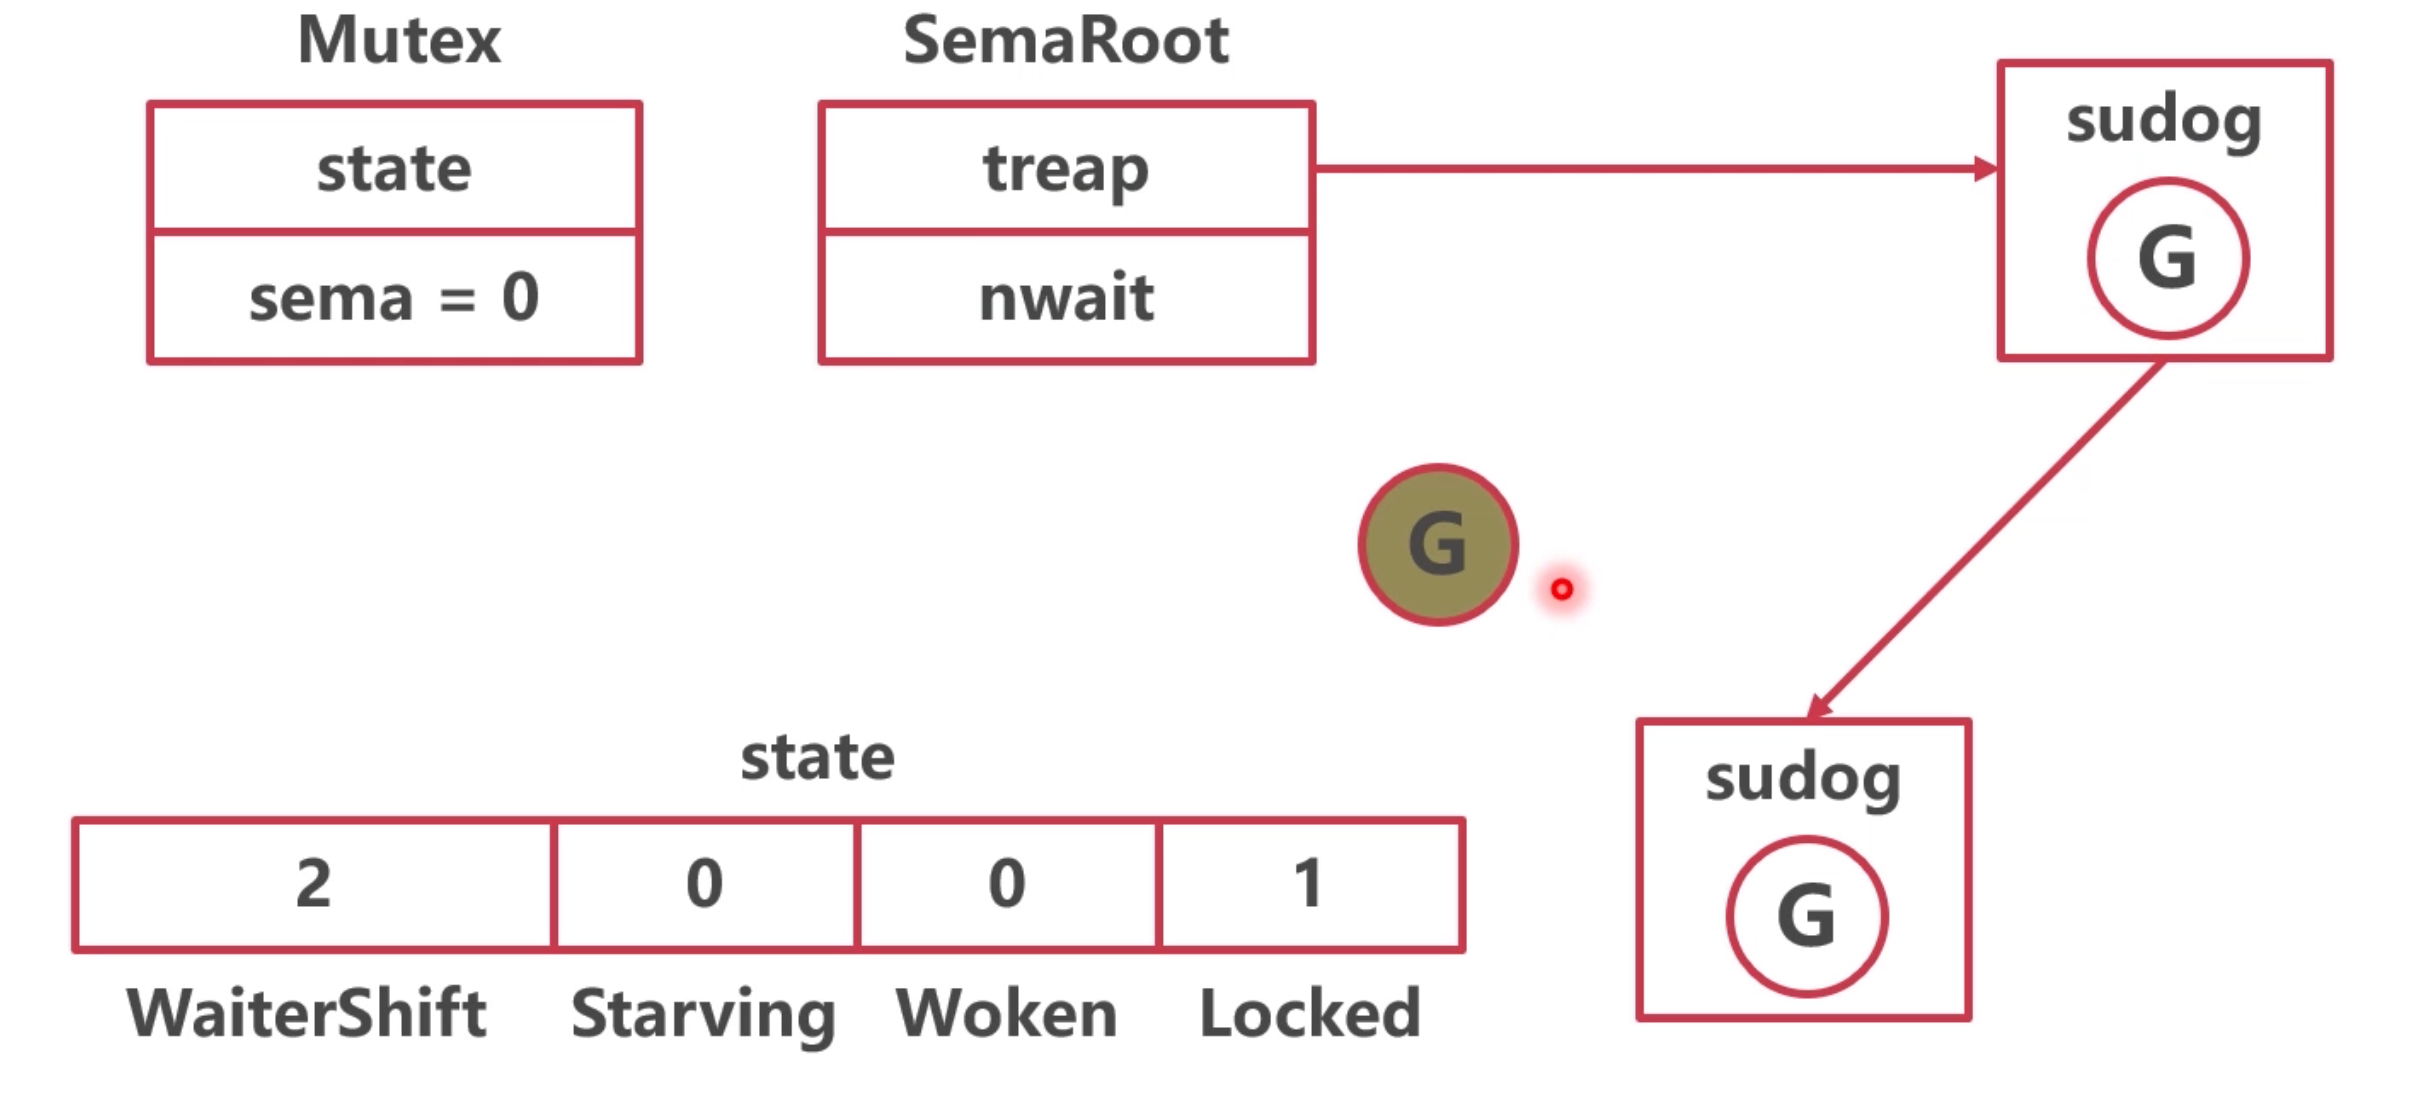 Mutex
state
sema = 0
SemaRoot
treap
nwait
sudog
G
G
sudog
G
state
2
0
0
1
WaiterShift
Starving
Woken
Locked